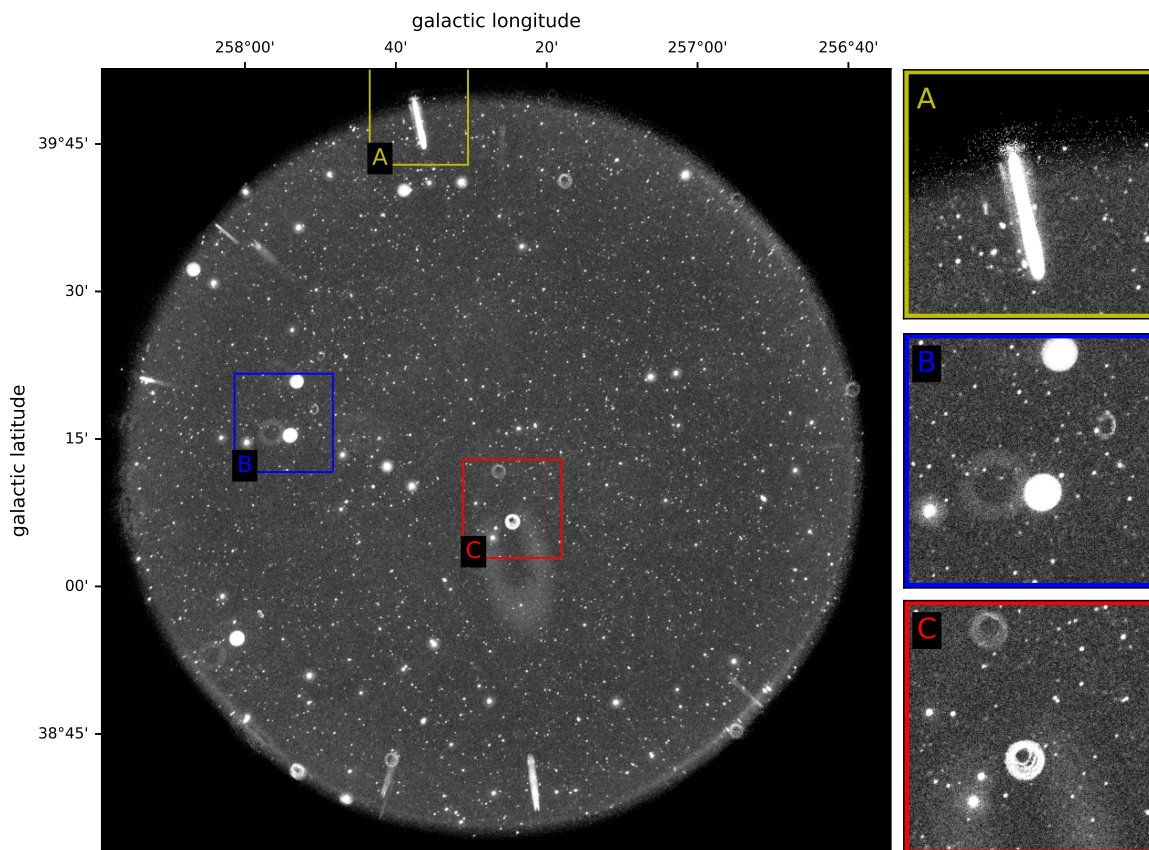 galactic longitude
258°00' 40' 20' 257°00' 256°40'
galactic latitude
39°45'
30'
15'
00'
38°45'
A
B
C
A
B
C